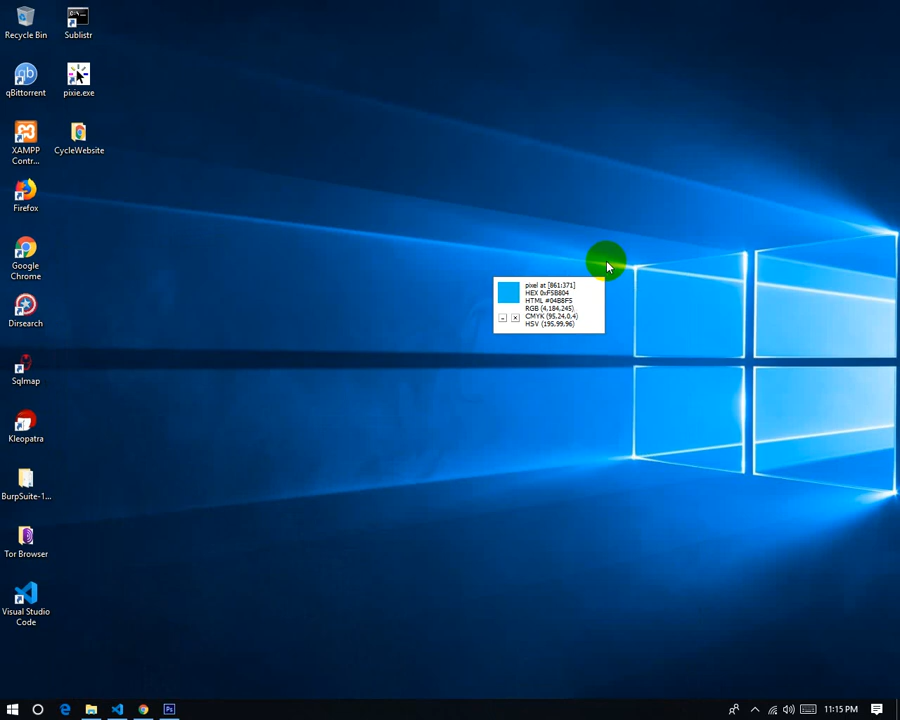 Recycle Bin
Sublistr
qBittorrent
pixie.exe
XAMPP
Contr...
CycleWebsite
Firefox
Google
Chrome
Dirsearch
Sqlmap
Kleopatra
BurpSuite-1...
Tor Browser
Visual Studio
Code
pixel at [861:371]
HEX 0xF5B804
HTML #04B8F5
RGB (4,184,245)
CMYK (95,24,0,4)
HSV (195,99,96)
11:15 PM